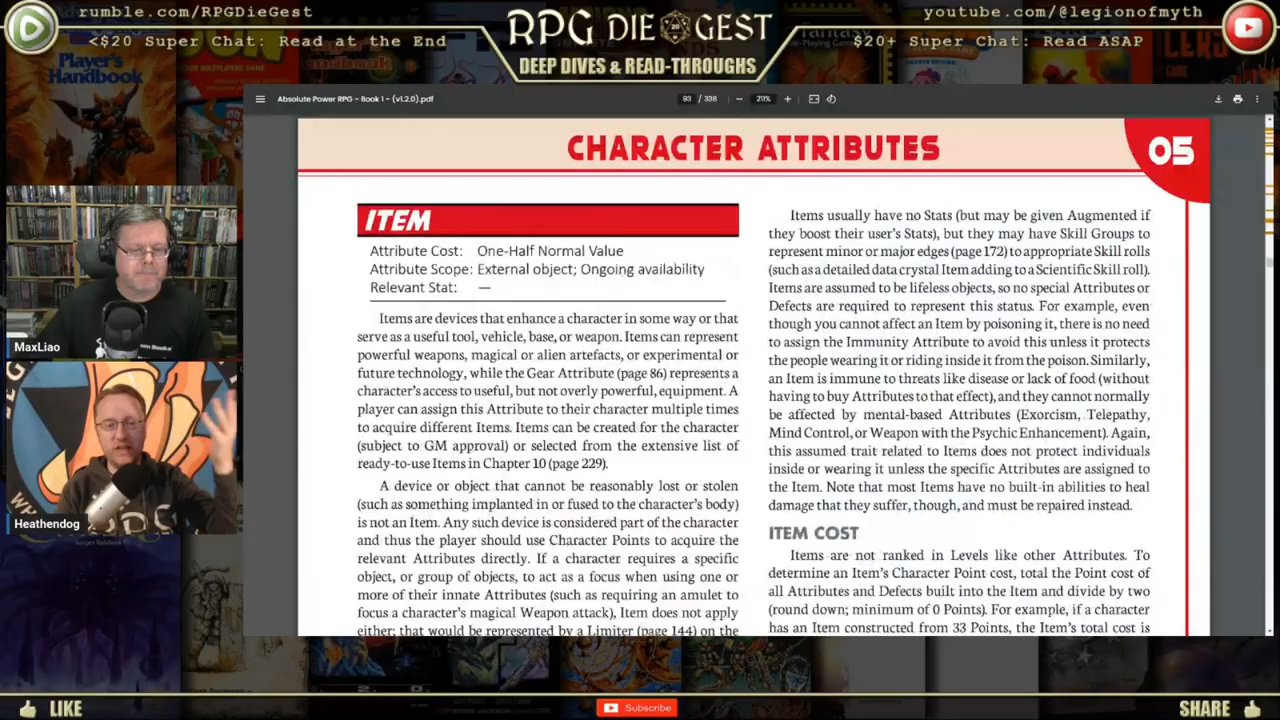 rumble.com/RPGDieGest
<$20 Super Chat: Read at the End
RPG DIE GEST
DEEP DIVES & READ-THROUGHS
youtube.com/@legionofmyth
$20+ Super Chat: Read ASAP
Player's
Handbook
Absolute Power RPG - Book 1 - (v1.2.0).pdf
93 / 338
211%
CHARACTER ATTRIBUTES
05
ITEM
Attribute Cost: One-Half Normal Value
Attribute Scope: External object; Ongoing availability
Relevant Stat: —
Items are devices that enhance a character in some way or that
serve as a useful tool, vehicle, base, or weapon. Items can represent
powerful weapons, magical or alien artefacts, or experimental or
future technology, while the Gear Attribute (page 86) represents a
character's access to useful, but not overly powerful, equipment. A
player can assign this Attribute to their character multiple times
to acquire different Items. Items can be created for the character
(subject to GM approval) or selected from the extensive list of
ready-to-use Items in Chapter 10 (page 229).
A device or object that cannot be reasonably lost or stolen
(such as something implanted in or fused to the character's body)
is not an Item. Any such device is considered part of the character
and thus the player should use Character Points to acquire the
relevant Attributes directly. If a character requires a specific
object, or group of objects, to act as a focus when using one or
more of their innate Attributes (such as requiring an amulet to
focus a character's magical Weapon attack), Item does not apply
either; that would be represented by a Limiter (page 144) on the
Items usually have no Stats (but may be given Augmented if
they boost their user's Stats), but they may have Skill Groups to
represent minor or major edges (page 172) to appropriate Skill rolls
(such as a detailed data crystal Item adding to a Scientific Skill roll).
Items are assumed to be lifeless objects, so no special Attributes or
Defects are required to represent this status. For example, even
though you cannot affect an Item by poisoning it, there is no need
to assign the Immunity Attribute to avoid this unless it protects
the people wearing it or riding inside it from the poison. Similarly,
an Item is immune to threats like disease or lack of food (without
having to buy Attributes to that effect), and they cannot normally
be affected by mental-based Attributes (Exorcism, Telepathy,
Mind Control, or Weapon with the Psychic Enhancement). Again,
this assumed trait related to Items does not protect individuals
inside or wearing it unless the specific Attributes are assigned to
the Item. Note that most Items have no built-in abilities to heal
damage that they suffer, though, and must be repaired instead.
ITEM COST
Items are not ranked in Levels like other Attributes. To
determine an Item's Character Point cost, total the Point cost of
all Attributes and Defects built into the Item and divide by two
(round down; minimum of 0 Points). For example, if a character
has an Item constructed from 33 Points, the Item's total cost is
MaxLiao
Heathendog
LIKE
Subscribe
SHARE